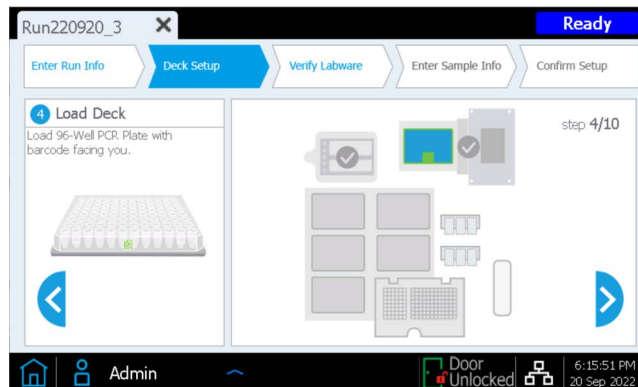 Run220920_3
Ready
Enter Run Info
Deck Setup
Verify Labware
Enter Sample Info
Confirm Setup
4 Load Deck
Load 96-Well PCR Plate with
barcode facing you.
step 4/10
Admin
Door
Unlocked
6:15:51 PM
20 Sep 2022